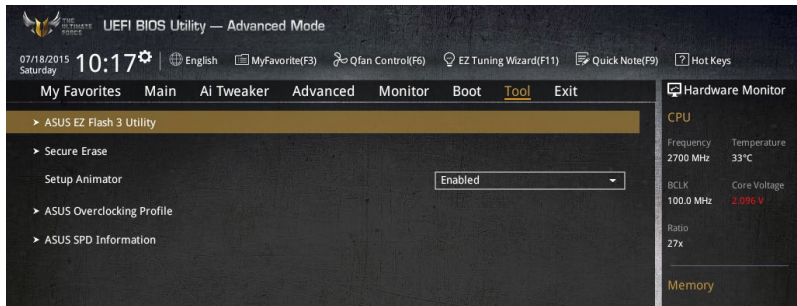 THE
ULTIMATE
FORCE
UEFI BIOS Utility — Advanced Mode
07/18/2015
Saturday
10:17
English
MyFavorite(F3)
Qfan Control(F6)
EZ Tuning Wizard(F11)
Quick Note(F9)
? Hot Keys
My Favorites Main Ai Tweaker Advanced Monitor Boot Tool Exit
Hardware Monitor
> ASUS EZ Flash 3 Utility
> Secure Erase
Setup Animator Enabled
> ASUS Overclocking Profile
> ASUS SPD Information
CPU
Frequency Temperature
2700 MHz 33°C
BCLK Core Voltage
100.0 MHz 2.096 V
Ratio
27x
Memory